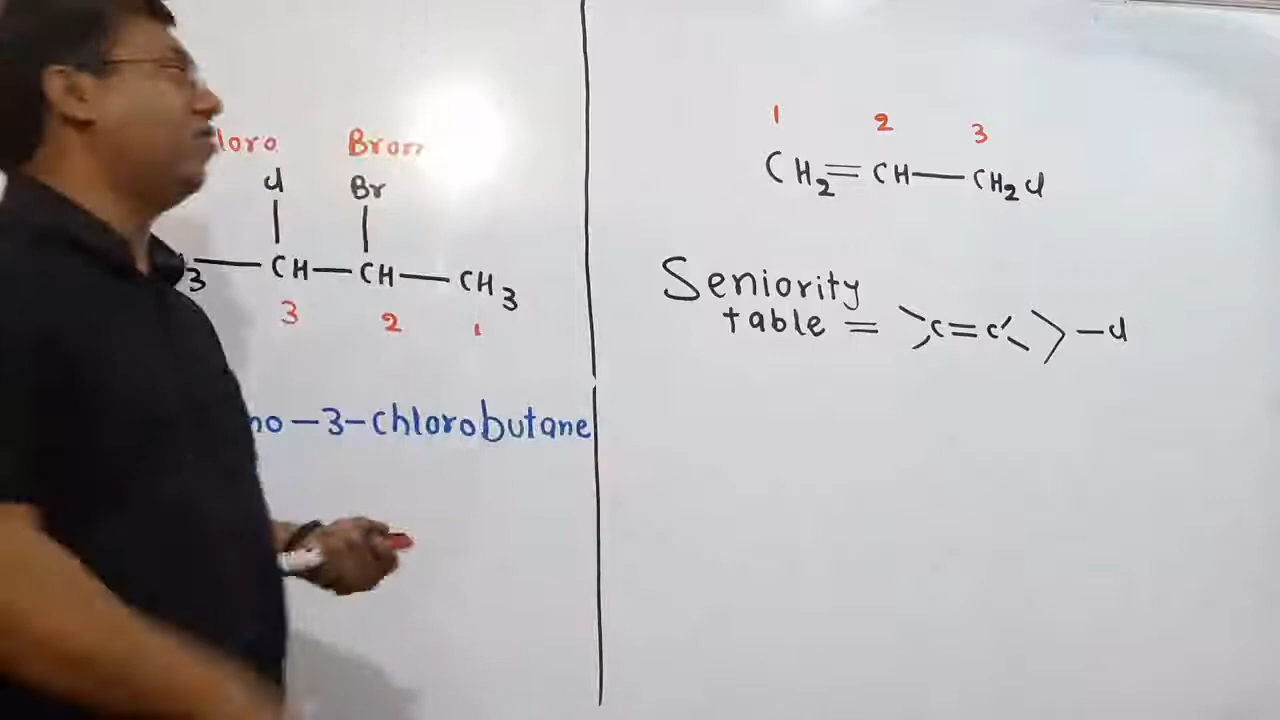 loro Brom
Cl Br
3 — CH — CH — CH3
3 2 1
no-3-chlorobutane
1 2 3
CH2=CH—CH2Cl
Seniority
table = >C=C< > -Cl